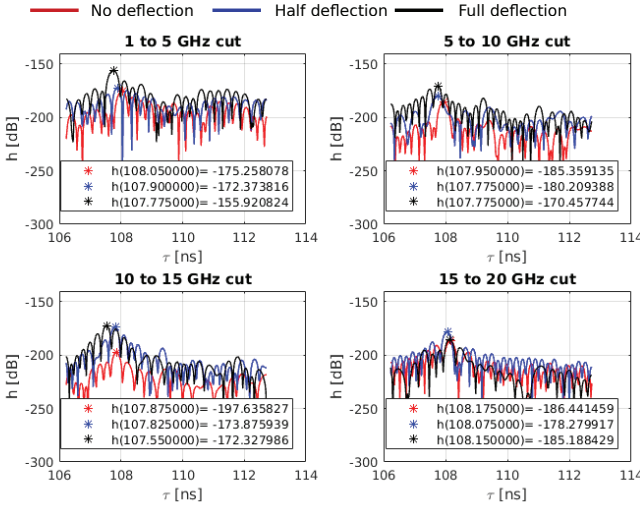 No deflection Half deflection Full deflection
1 to 5 GHz cut
-150
-200
-250
-300
h [dB]
h(108.050000)= -175.258078
h(107.900000)= -172.373816
h(107.775000)= -155.920824
106 108 110 112 114
τ [ns]
5 to 10 GHz cut
-150
-200
-250
-300
h [dB]
h(107.950000)= -185.359135
h(107.775000)= -180.209388
h(107.775000)= -170.457744
106 108 110 112 114
τ [ns]
10 to 15 GHz cut
-150
-200
-250
-300
h [dB]
h(107.875000)= -197.635827
h(107.825000)= -173.875939
h(107.550000)= -172.327986
106 108 110 112 114
τ [ns]
15 to 20 GHz cut
-150
-200
-250
-300
h [dB]
h(108.175000)= -186.441459
h(108.075000)= -178.279917
h(108.150000)= -185.188429
106 108 110 112 114
τ [ns]